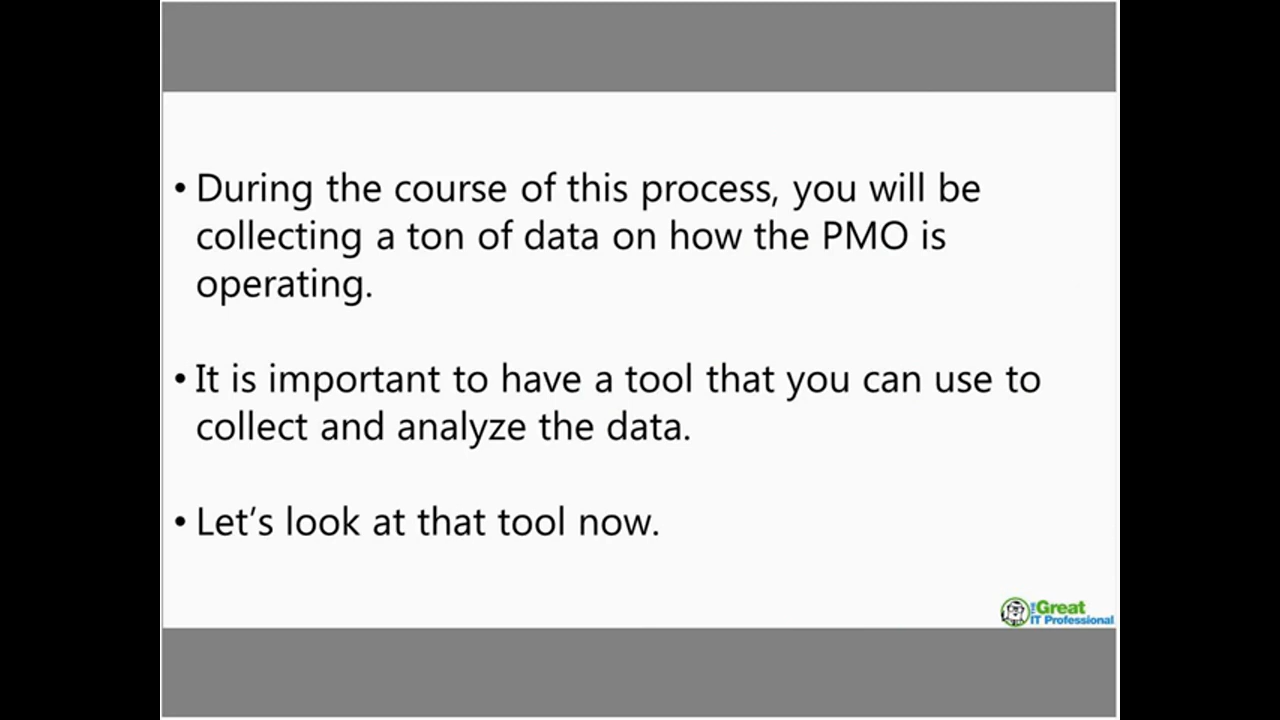 • During the course of this process, you will be
collecting a ton of data on how the PMO is
operating.
• It is important to have a tool that you can use to
collect and analyze the data.
• Let's look at that tool now.
THE Great
IT Professional